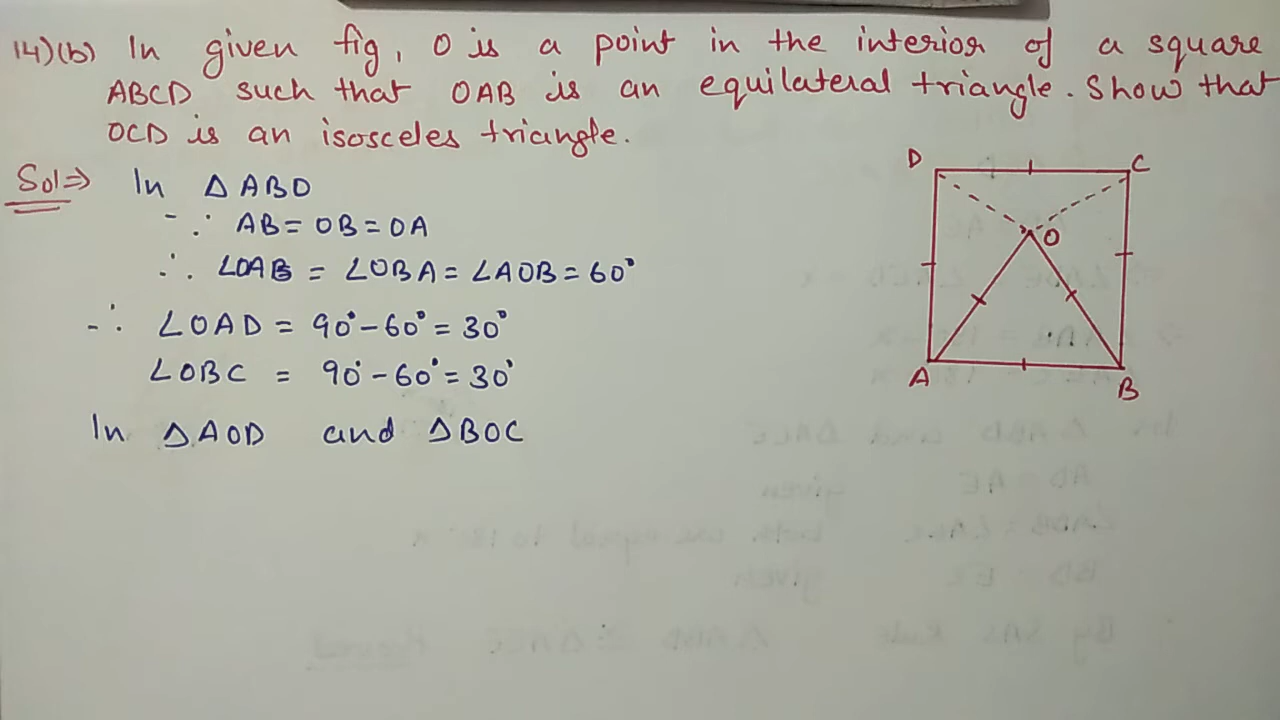 14)(b) In given fig, O is a point in the interior of a square
ABCD such that OAB is an equilateral triangle. Show that
OCD is an isosceles triangle.
Sol⇒ In △ABO
∵ AB = OB = OA
∴ ∠OAB = ∠OBA = ∠AOB = 60°
∴ ∠OAD = 90° - 60° = 30°
∠OBC = 90° - 60° = 30°
In △AOD and △BOC
D C
O
A B